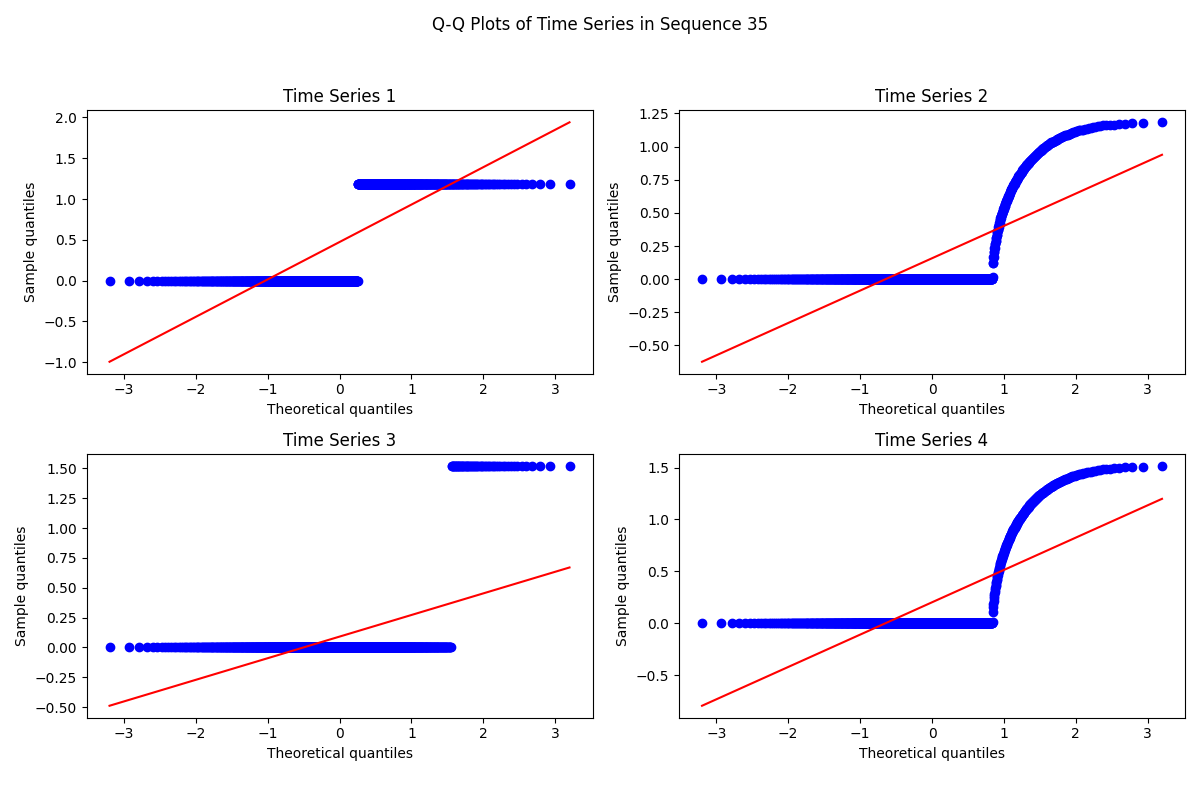 Q-Q Plots of Time Series in Sequence 35
Time Series 1
2.0
1.5
1.0
0.5
0.0
−0.5
−1.0
Sample quantiles
−3 −2 −1 0 1 2 3
Theoretical quantiles
Time Series 2
1.25
1.00
0.75
0.50
0.25
0.00
−0.25
−0.50
Sample quantiles
−3 −2 −1 0 1 2 3
Theoretical quantiles
Time Series 3
1.50
1.25
1.00
0.75
0.50
0.25
0.00
−0.25
−0.50
Sample quantiles
−3 −2 −1 0 1 2 3
Theoretical quantiles
Time Series 4
1.5
1.0
0.5
0.0
−0.5
Sample quantiles
−3 −2 −1 0 1 2 3
Theoretical quantiles